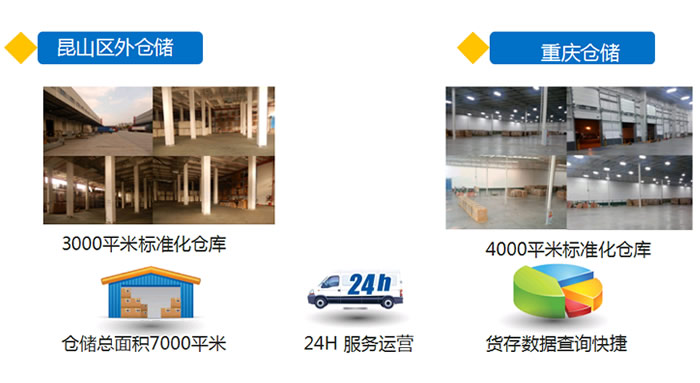 昆山区外仓储
重庆仓储
3000平米标准化仓库
4000平米标准化仓库
24h
仓储总面积7000平米
24H 服务运营
货存数据查询快捷